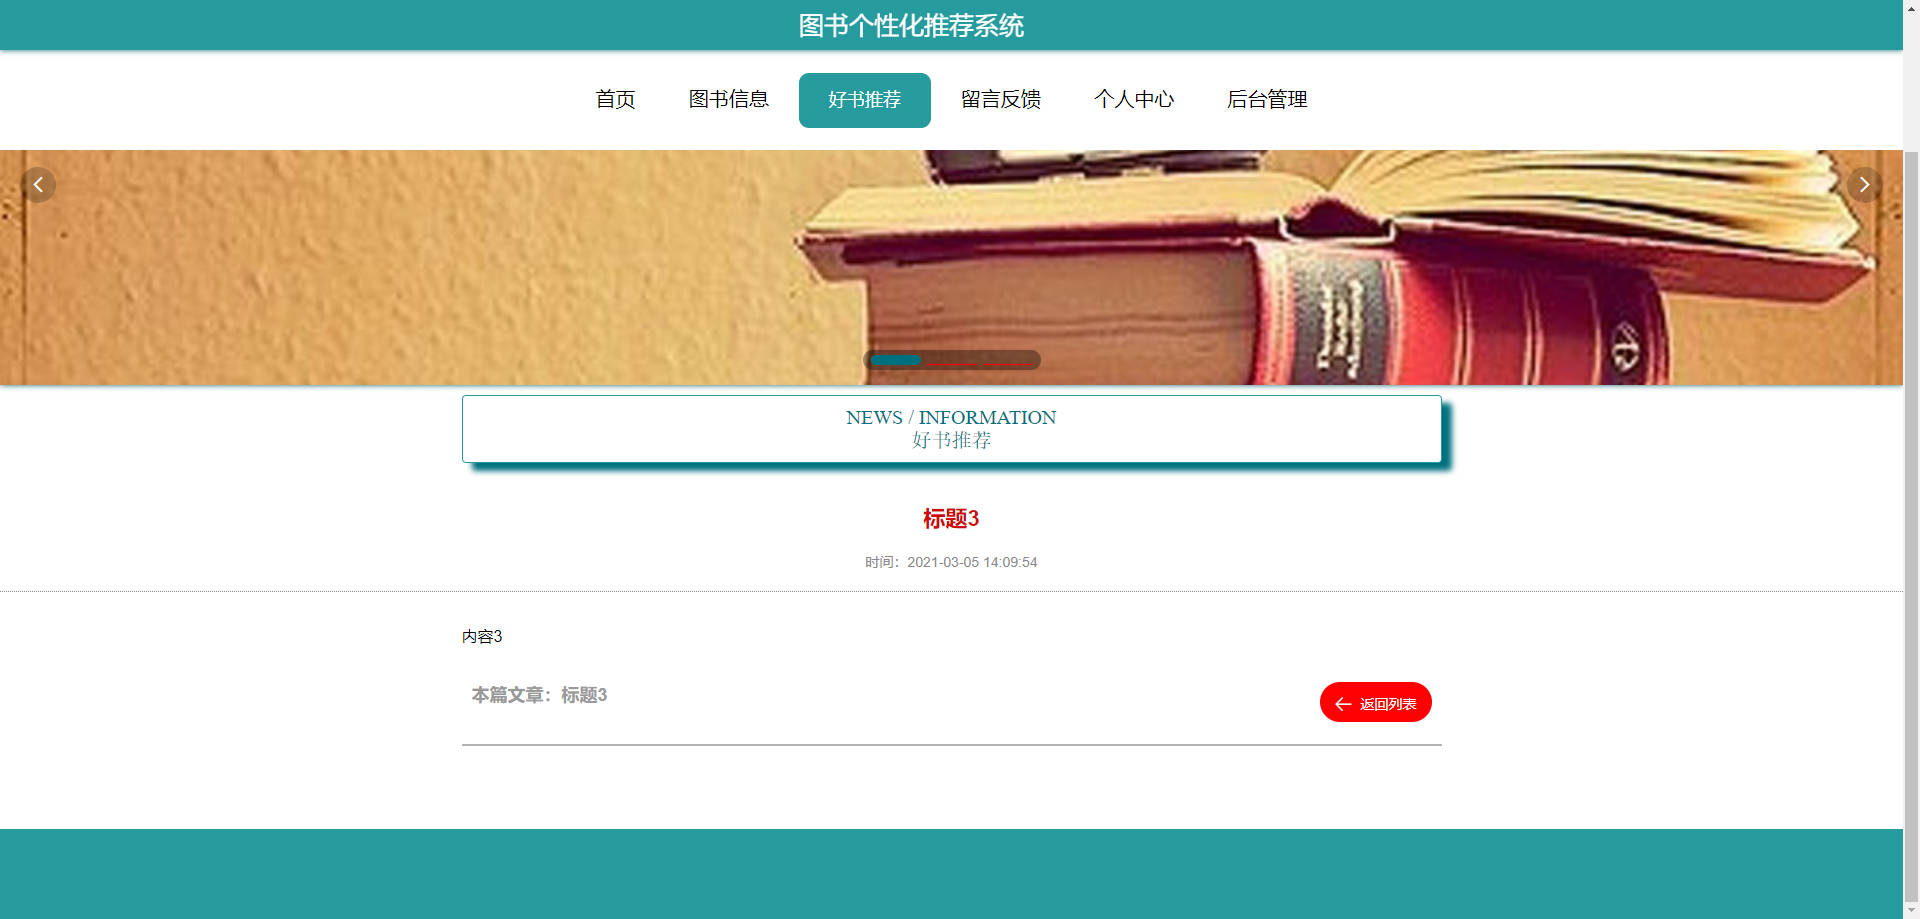 图书个性化推荐系统
首页 图书信息 好书推荐 留言反馈 个人中心 后台管理
NEWS / INFORMATION
好书推荐
标题3
时间：2021-03-05 14:09:54
内容3
本篇文章：标题3
返回列表